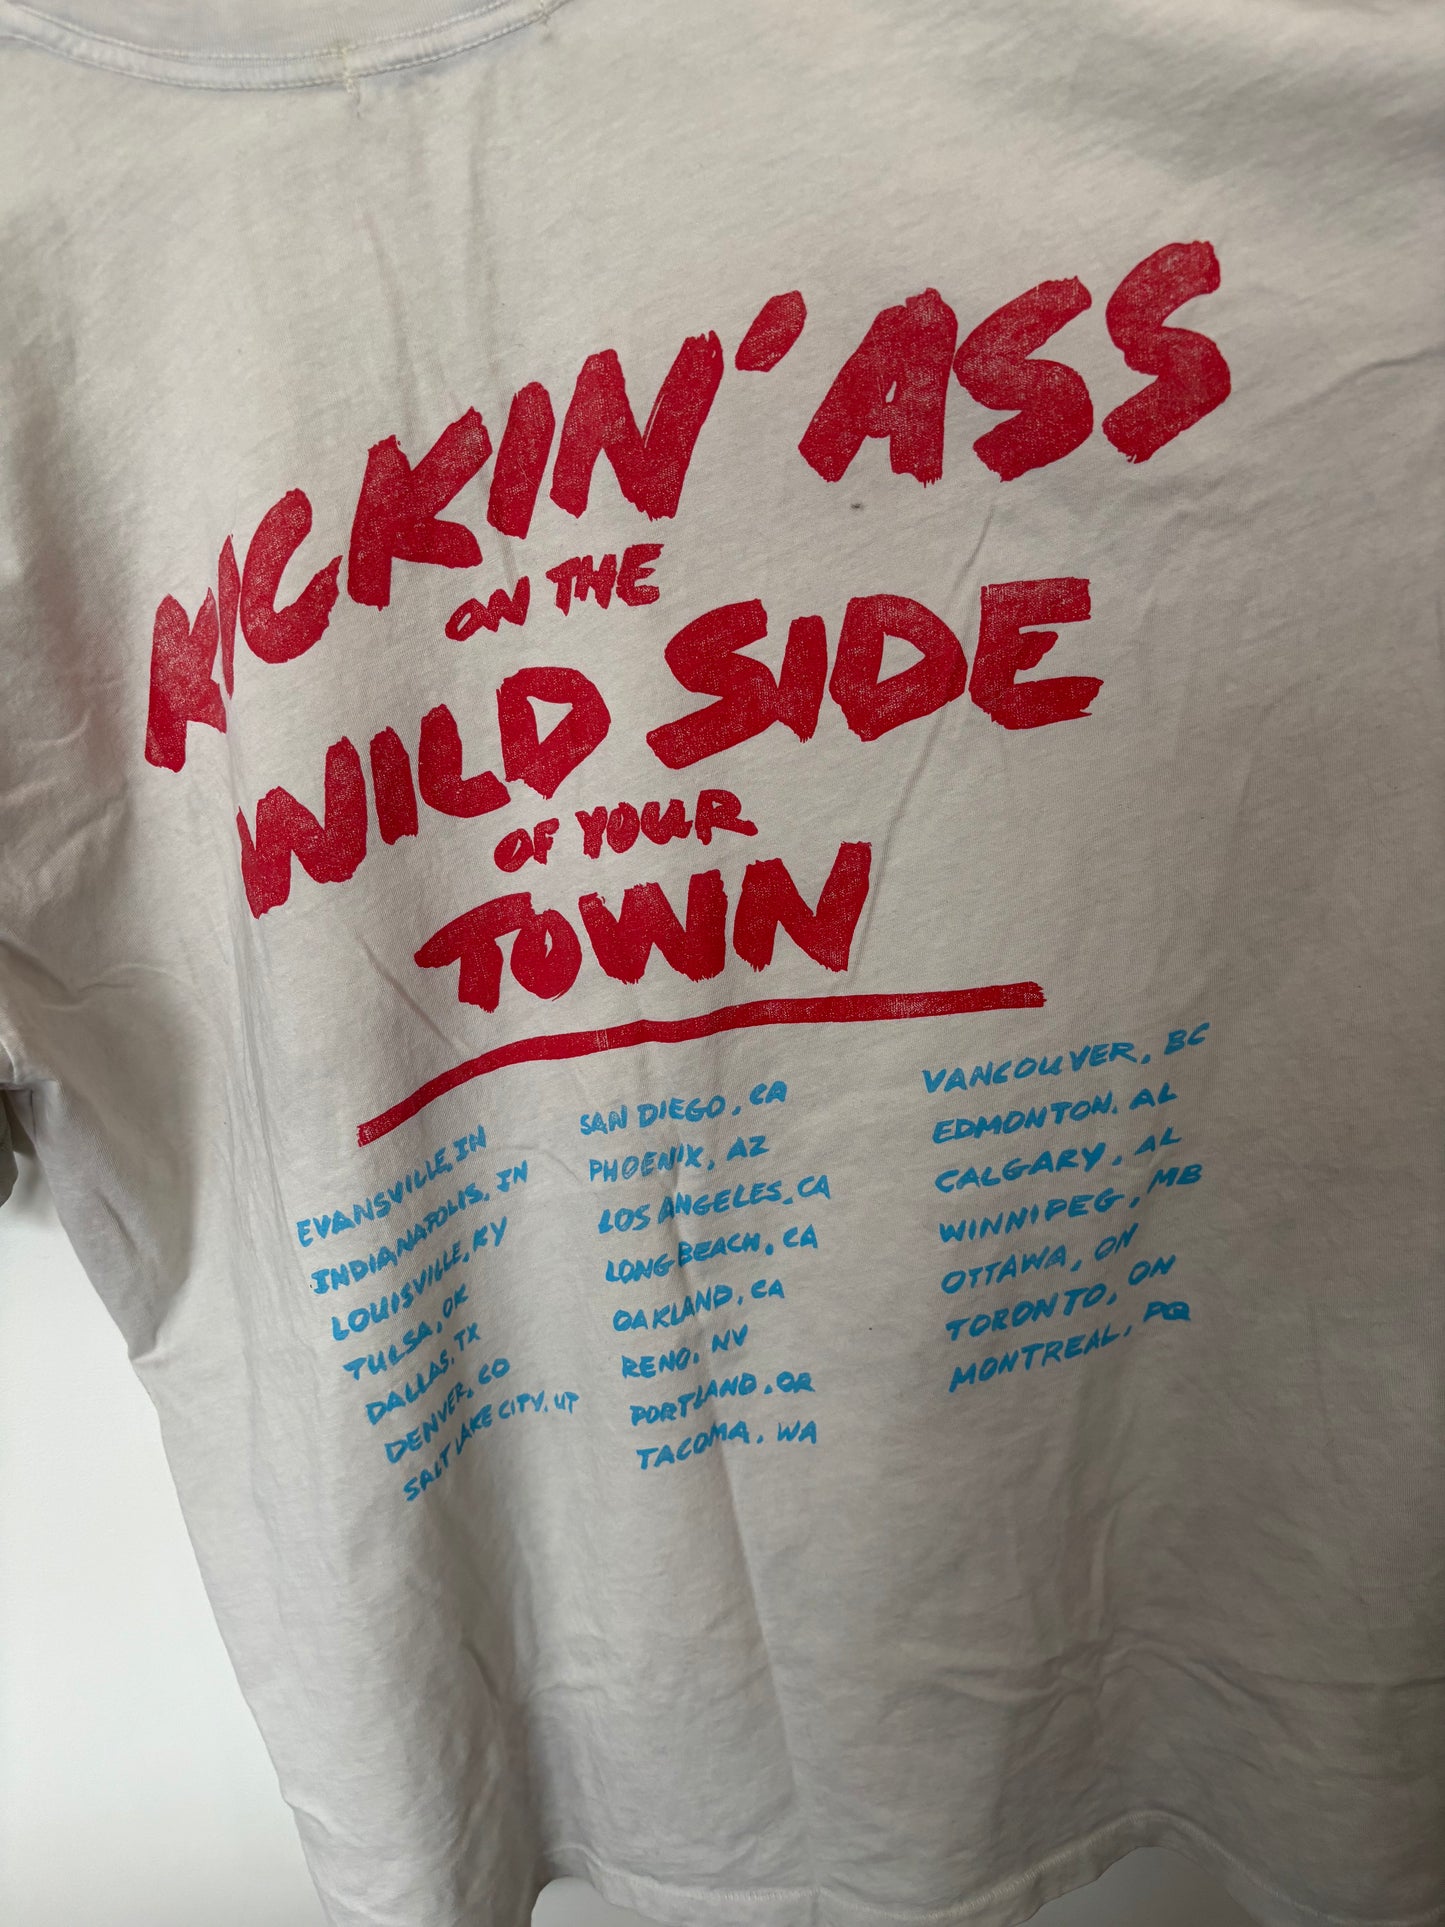 KICKIN' ASS
ON THE
WILD SIDE
OF YOUR
TOWN
EVANSVILLE, IN
INDIANAPOLIS, IN
LOUISVILLE, KY
TULSA, OK
DALLAS, TX
DENVER, CO
SALT LAKE CITY, UT
SAN DIEGO, CA
PHOENIX, AZ
LOS ANGELES, CA
LONG BEACH, CA
OAKLAND, CA
RENO, NV
PORTLAND, OR
TACOMA, WA
VANCOUVER, BC
EDMONTON, AL
CALGARY, AL
WINNIPEG, MB
OTTAWA, ON
TORONTO, ON
MONTREAL, PQ